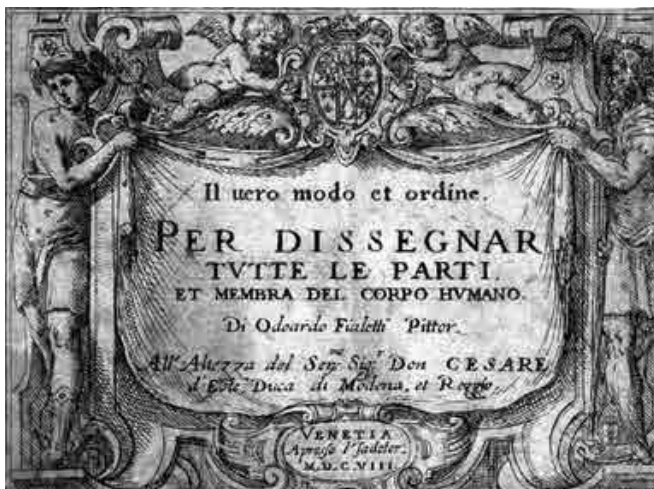 Il uero modo et ordine.
PER DISSEGNAR
TVTTE LE PARTI.
ET MEMBRA DEL CORPO HVMANO.
Di Odoardo Fialetti Pittor.
All'Altezza del Ser.mo Sig.r Don CESARE
d'Este Duca di Modena, et Reggio.
VENETIA
Apresso l'sadeler.
M.D.C.VIII.